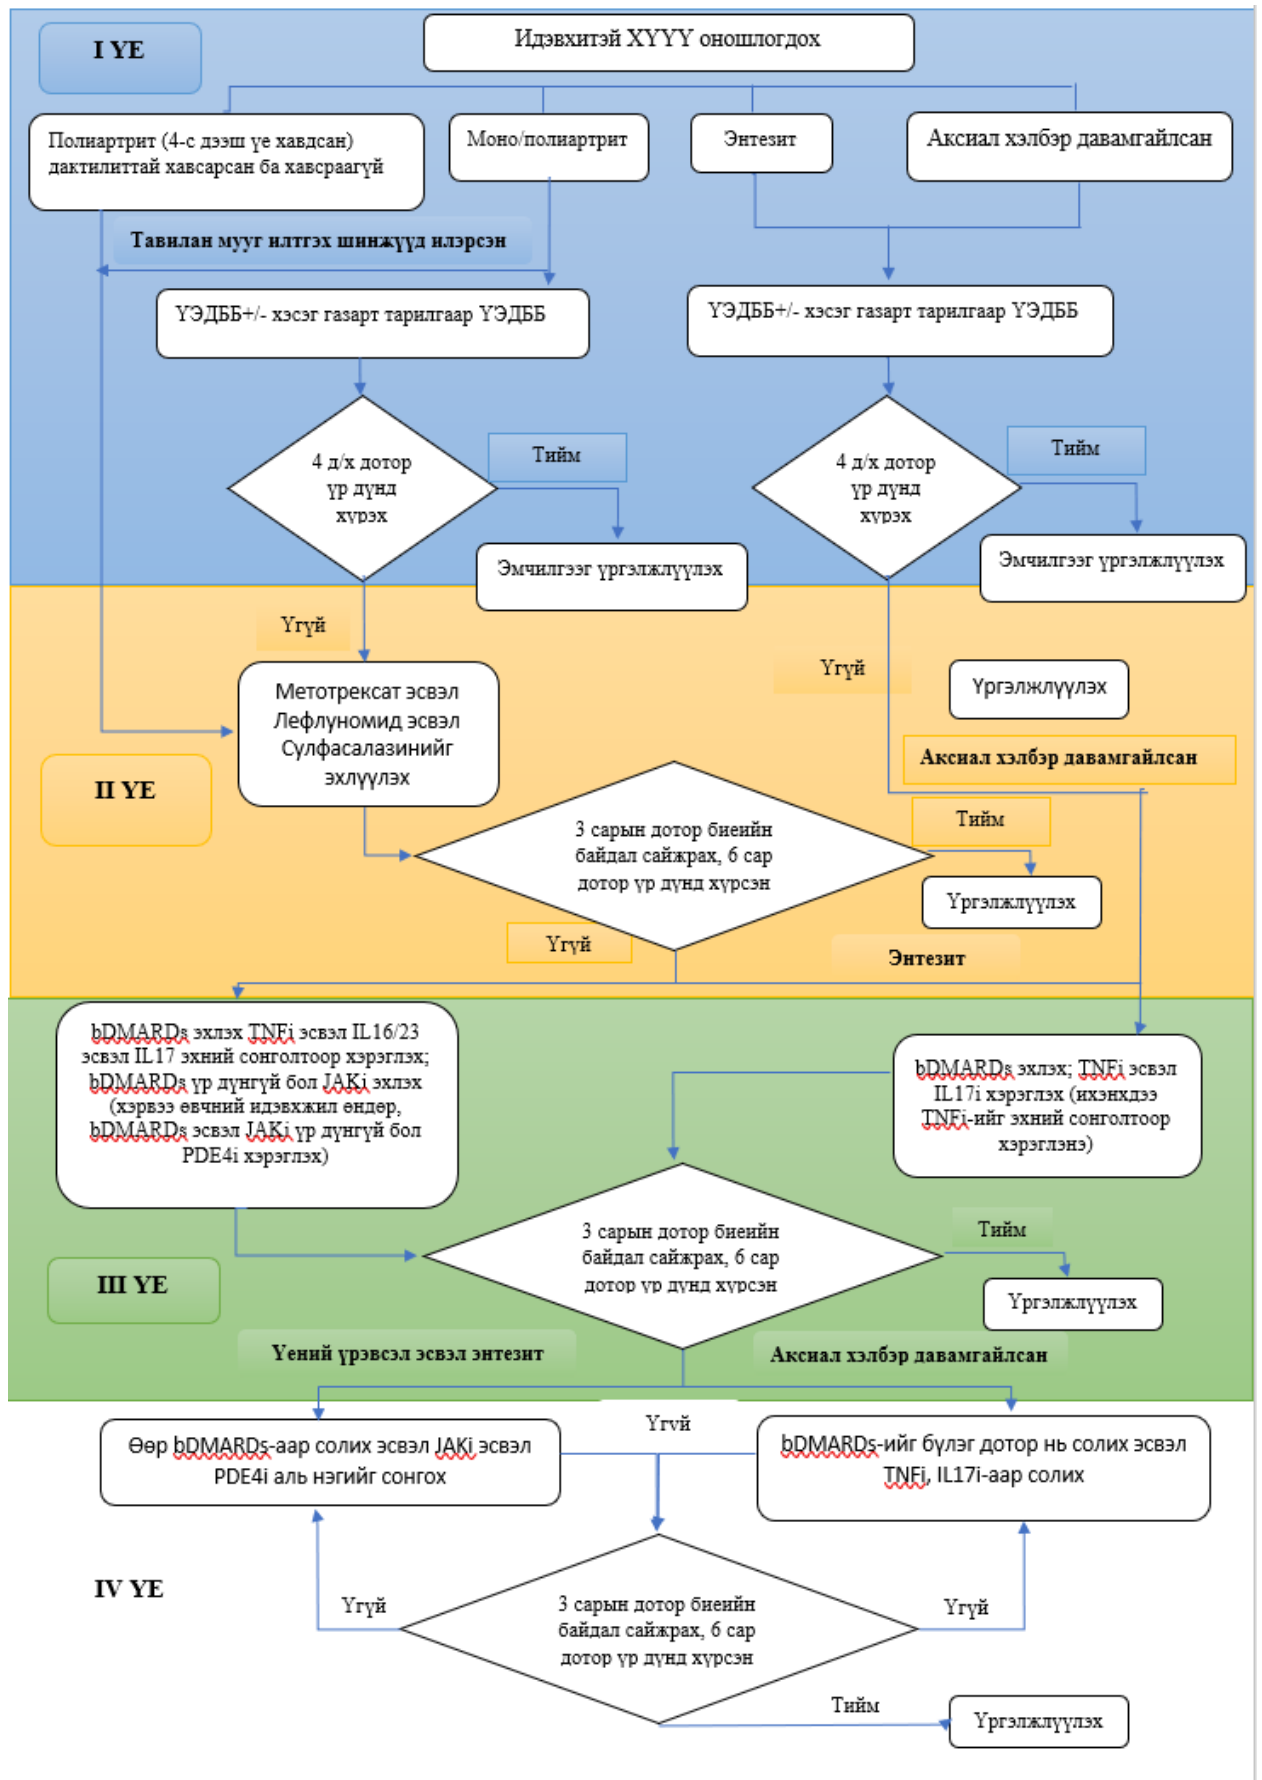 I ҮЕ
Идэвхитэй ХҮҮҮ оношлогдох
Полиартрит (4-с дээш үе хавдсан)
дактилиттай хавсарсан ба хавсраагүй
Моно/полиартрит
Энтезит
Аксиал хэлбэр давамгайлсан
Тавилан мууг илтгэх шинжүүд илэрсэн
ҮЭДББ+/- хэсэг газарт тарилгаар ҮЭДББ
ҮЭДББ+/- хэсэг газарт тарилгаар ҮЭДББ
4 д/х дотор
үр дүнд
хүрэх
Тийм
4 д/х дотор
үр дүнд
хүрэх
Тийм
Эмчилгээг үргэлжлүүлэх
Эмчилгээг үргэлжлүүлэх
Үгүй
Үгүй
Үргэлжлүүлэх
Метотрексат эсвэл
Лефлуномид эсвэл
Сулфасалазинийг
эхлүүлэх
Аксиал хэлбэр давамгайлсан
II ҮЕ
3 сарын дотор биеийн
байдал сайжрах, 6 сар
дотор үр дүнд хүрсэн
Тийм
Үргэлжлүүлэх
Үгүй
Энтезит
bDMARDs эхлэх TNFi эсвэл IL16/23
эсвэл IL17 эхний сонголтоор хэрэглэх;
bDMARDs үр дүнгүй бол JAKi эхлэх
(хэрвээ өвчний идэвхжил өндөр,
bDMARDs эсвэл JAKi үр дүнгүй бол
PDE4i хэрэглэх)
bDMARDs эхлэх; TNFi эсвэл
IL17i хэрэглэх (ихэнхдээ
TNFi-ийг эхний сонголтоор
хэрэглэнэ)
III ҮЕ
3 сарын дотор биеийн
байдал сайжрах, 6 сар
дотор үр дүнд хүрсэн
Тийм
Үргэлжлүүлэх
Үений үрэвсэл эсвэл энтезит
Аксиал хэлбэр давамгайлсан
Үгүй
Өөр bDMARDs-аар солих эсвэл JAKi эсвэл
PDE4i аль нэгийг сонгох
bDMARDs-ийг бүлэг дотор нь солих эсвэл
TNFi, IL17i-аар солих
IV ҮЕ
Үгүй
3 сарын дотор биеийн
байдал сайжрах, 6 сар
дотор үр дүнд хүрсэн
Үгүй
Тийм
Үргэлжлүүлэх